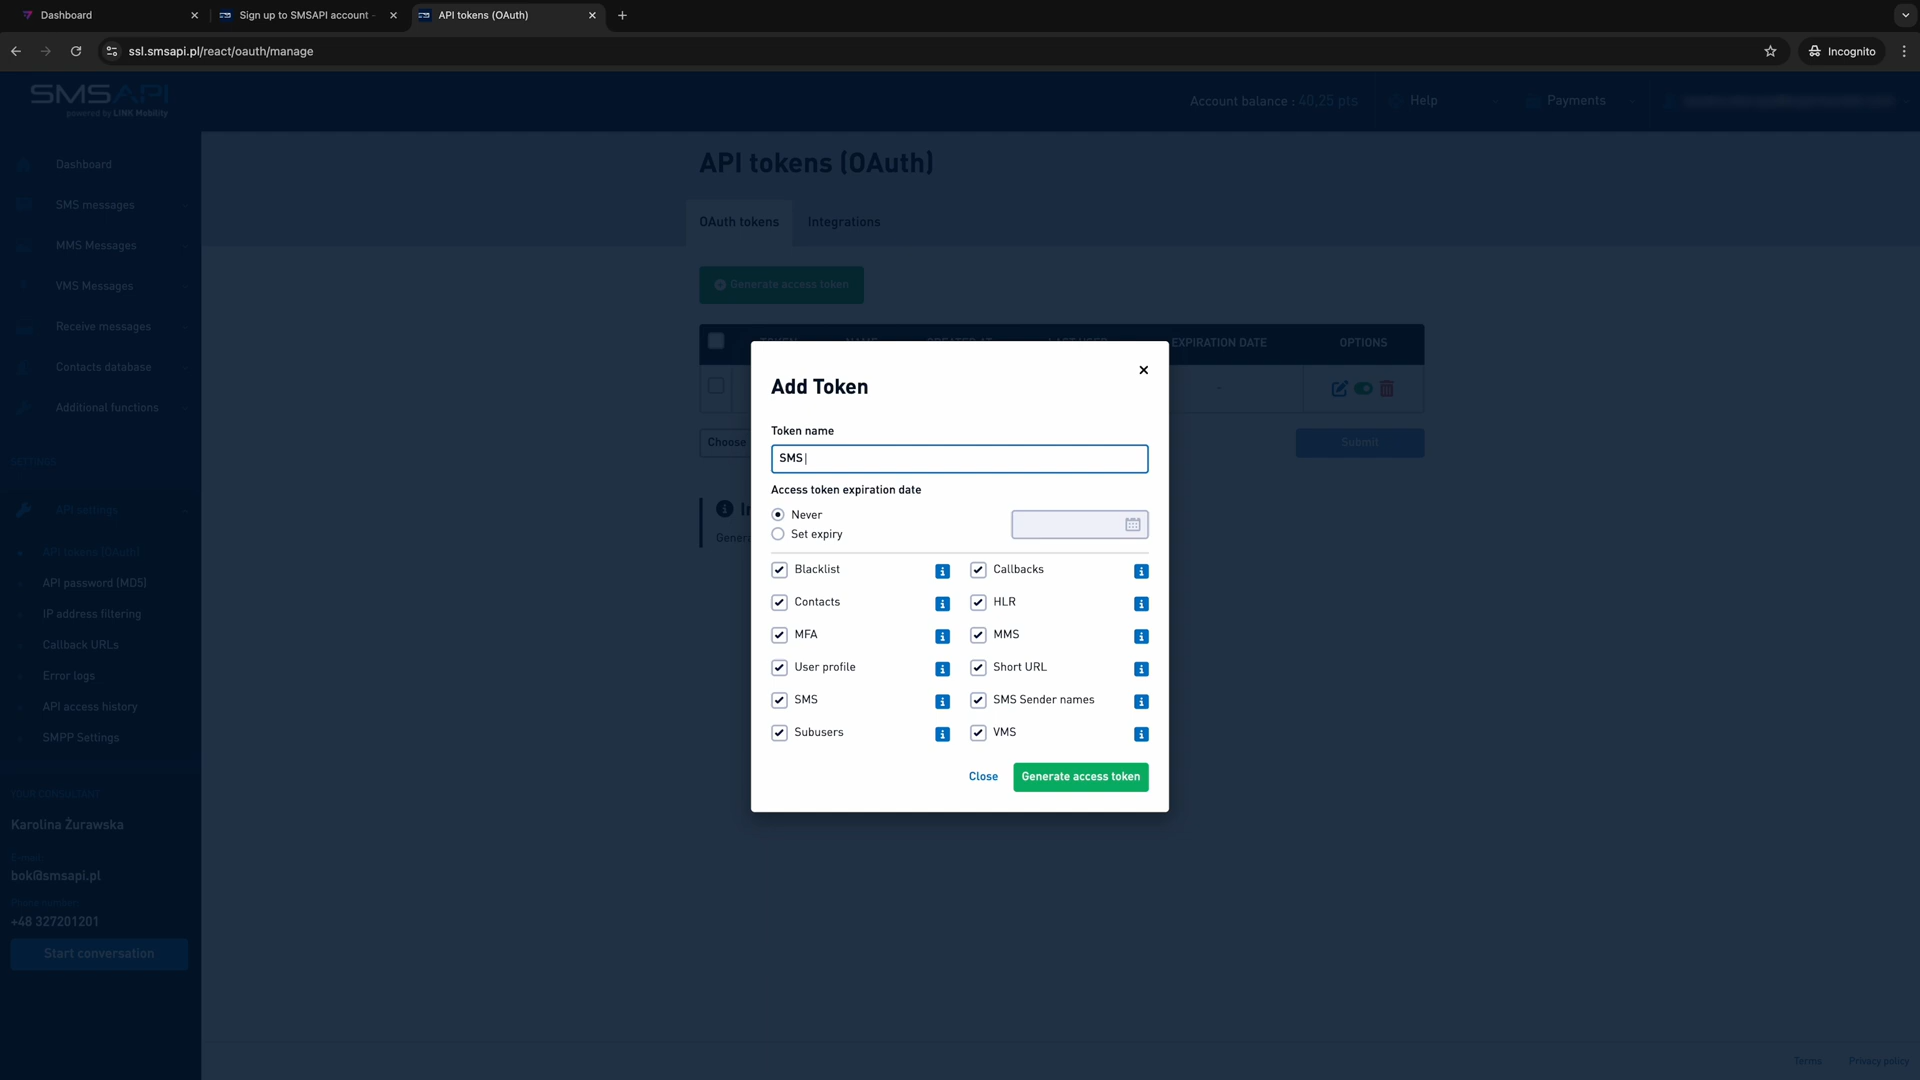 Dashboard
Sign up to SMSAPI account -
API tokens (OAuth)
ssl.smsapi.pl/react/oauth/manage
Incognito
SMSAPI
powered by LINK Mobility
Account balance : 40,25 pts
Help
Payments
Dashboard
SMS messages
MMS Messages
VMS Messages
Receive messages
Contacts database
Additional functions
SETTINGS
API settings
API tokens (OAuth)
API password (MD5)
IP address filtering
Callback URLs
Error logs
API access history
SMPP Settings
YOUR CONSULTANT
Karolina Żurawska
E-mail:
bok@smsapi.pl
Phone number:
+48 327201201
Start conversation
API tokens (OAuth)
OAuth tokens
Integrations
Generate access token
TOKEN NAME CREATED AT LAST USED EXPIRATION DATE OPTIONS
-
Choose
Submit
Gener
Add Token
Token name
SMS
Access token expiration date
Never
Set expiry
Blacklist
Callbacks
Contacts
HLR
MFA
MMS
User profile
Short URL
SMS
SMS Sender names
Subusers
VMS
Close
Generate access token
Terms
Privacy policy